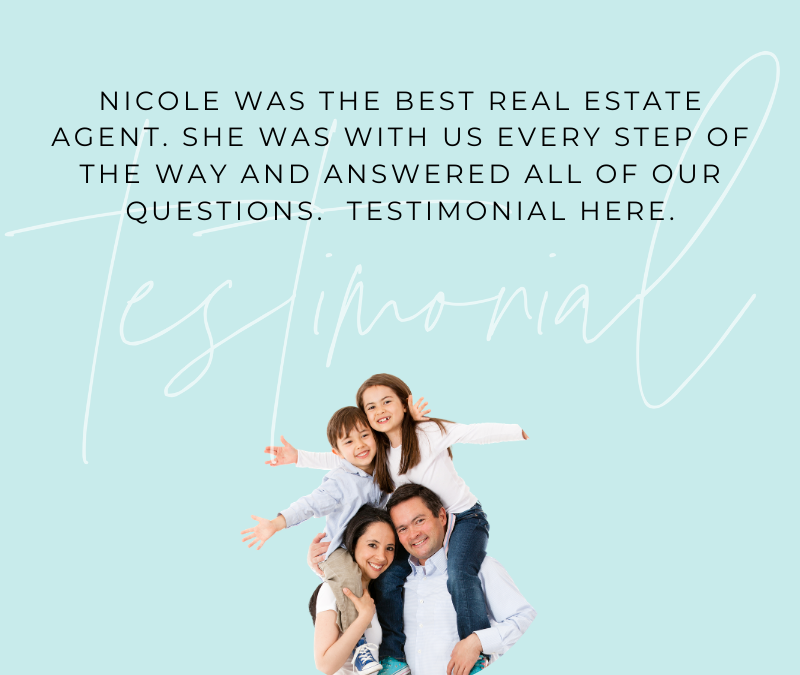 NICOLE WAS THE BEST REAL ESTATE
AGENT. SHE WAS WITH US EVERY STEP OF
THE WAY AND ANSWERED ALL OF OUR
QUESTIONS. TESTIMONIAL HERE.
testimonial